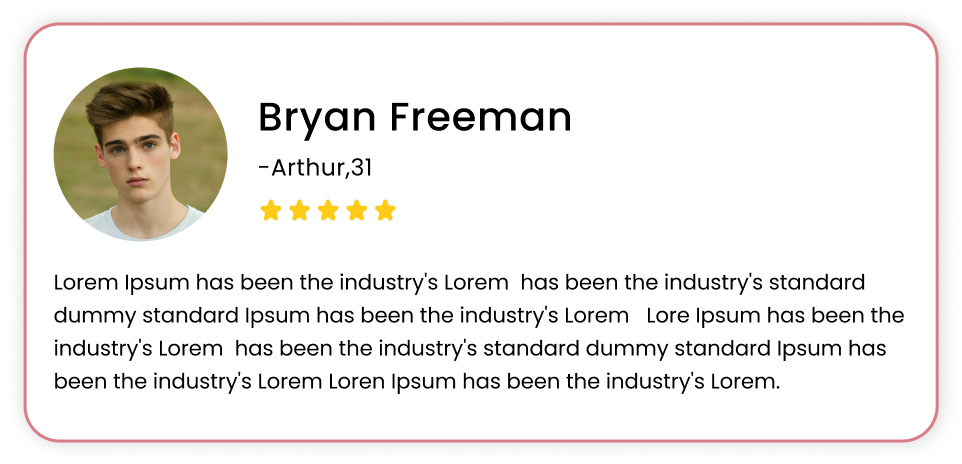 Bryan Freeman
-Arthur,31
Lorem Ipsum has been the industry's Lorem  has been the industry's standard
dummy standard Ipsum has been the industry's Lorem   Lore Ipsum has been the
industry's Lorem  has been the industry's standard dummy standard Ipsum has
been the industry's Lorem Loren Ipsum has been the industry's Lorem.